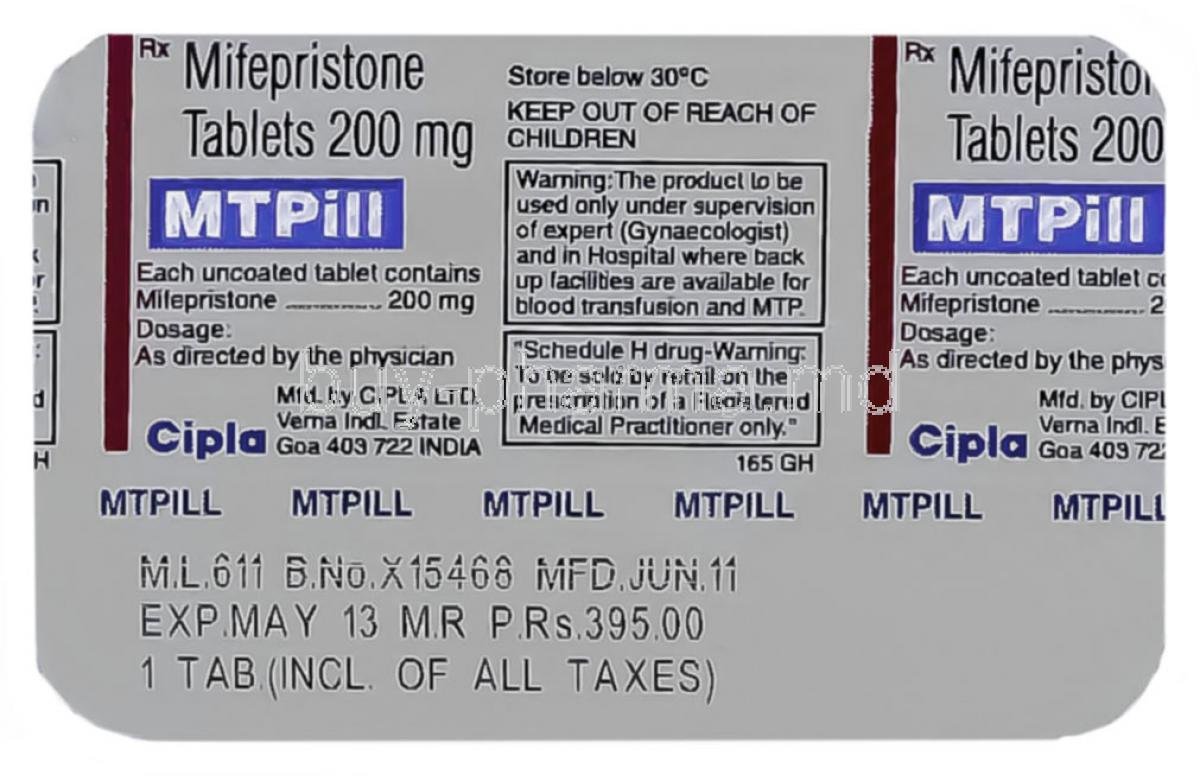 Rx Mifepristone
Tablets 200 mg
MTPill
Each uncoated tablet contains
Mifepristone ............ 200 mg
Dosage:
As directed by the physician
Mfd. by CIPLA LTD.
Verna Indl. Estate
Cipla Goa 403 722 INDIA
Store below 30°C
KEEP OUT OF REACH OF
CHILDREN
Warning: The product to be
used only under supervision
of expert (Gynaecologist)
and in Hospital where back
up facilities are available for
blood transfusion and MTP.
"Schedule H drug-Warning:
To be sold by retail on the
prescription of a Registered
Medical Practitioner only."
165 GH
Rx Mifepriston
Tablets 200
MTPill
Each uncoated tablet co
Mifepristone ............ 2
Dosage:
As directed by the phys
Mfd. by CIPL
Verna Indl. E
Cipla Goa 403 72
MTPILL MTPILL MTPILL MTPILL MTPILL MTPILL
M.L.611 B.No.X15468 MFD.JUN.11
EXP.MAY 13 M.R P.Rs.395.00
1 TAB.(INCL. OF ALL TAXES)
buy-pharma.md